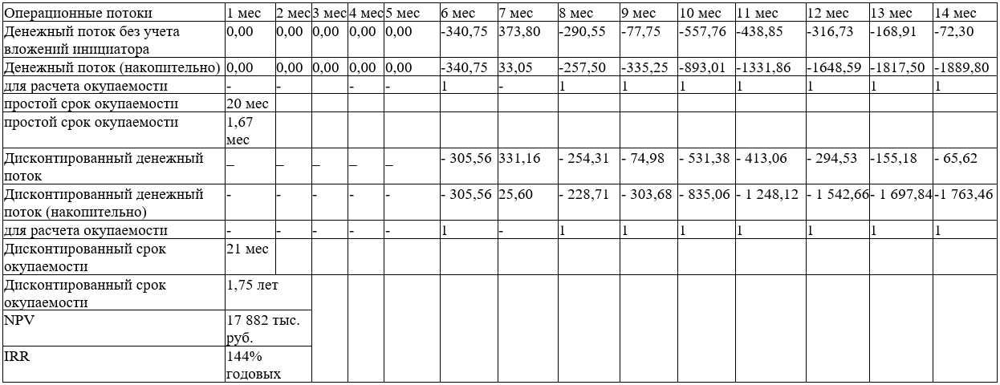 Операционные потоки 1 мес 2 мес 3 мес 4 мес 5 мес 6 мес 7 мес 8 мес 9 мес 10 мес 11 мес 12 мес 13 мес 14 мес
Денежный поток без учета 0,00 0,00 0,00 0,00 0,00 -340,75 373,80 -290,55 -77,75 -557,76 -438,85 -316,73 -168,91 -72,30
вложений инициатора
Денежный поток (накопительно) 0,00 0,00 0,00 0,00 0,00 -340,75 33,05 -257,50 -335,25 -893,01 -1331,86 -1648,59 -1817,50 -1889,80
для расчета окупаемости - - - - 1 - 1 1 1 1 1 1 1
простой срок окупаемости 20 мес
простой срок окупаемости 1,67
мес
Дисконтированный денежный _ _ _ _ _ - 305,56 331,16 - 254,31 - 74,98 - 531,38 - 413,06 - 294,53 -155,18 - 65,62
поток
Дисконтированный денежный - - - - - - 305,56 25,60 - 228,71 - 303,68 - 835,06 - 1 248,12 - 1 542,66 - 1 697,84 -1 763,46
поток (накопительно)
для расчета окупаемости - - - - - 1 - 1 1 1 1 1 1 1
Дисконтированный срок 21 мес
окупаемости
Дисконтированный срок 1,75 лет
окупаемости
NPV 17 882 тыс.
руб.
IRR 144%
годовых